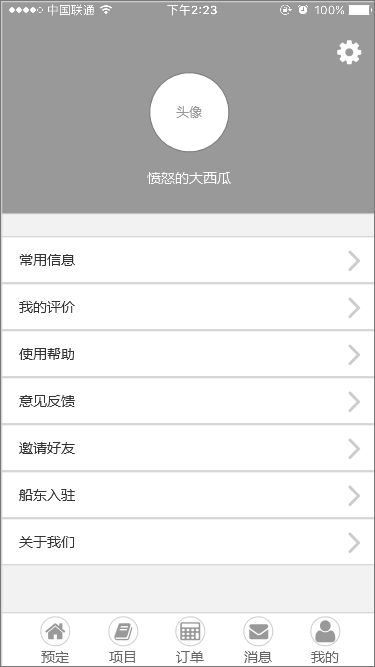 中国联通 下午2:23 100%
头像
愤怒的大西瓜
常用信息
我的评价
使用帮助
意见反馈
邀请好友
船东入驻
关于我们
预定 项目 订单 消息 我的